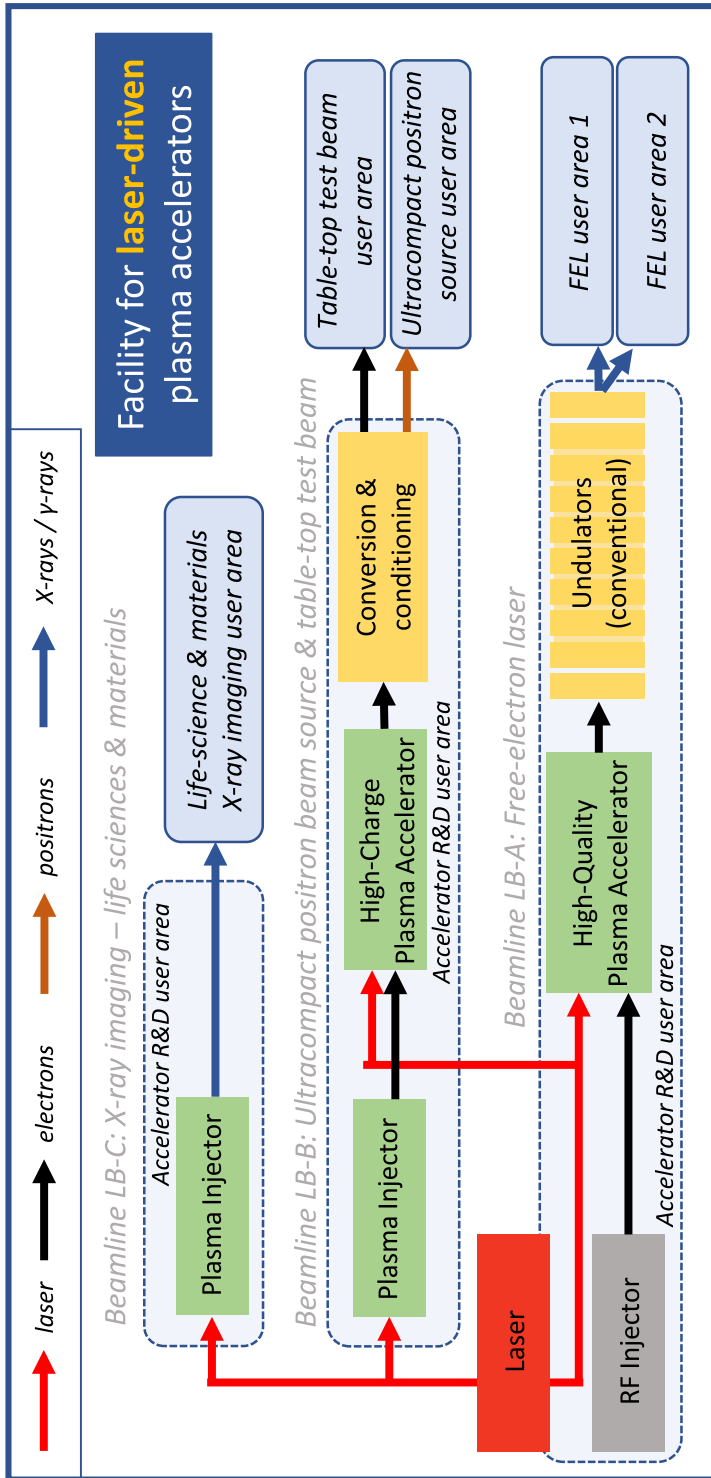 laser
electrons
positrons
X-rays / γ-rays
Facility for laser-driven
plasma accelerators
Beamline LB-C: X-ray imaging – life sciences & materials
Accelerator R&D user area
Plasma Injector
Life-science & materials
X-ray imaging user area
Beamline LB-B: Ultracompact positron beam source & table-top test beam
Plasma Injector
High-Charge
Plasma Accelerator
Accelerator R&D user area
Conversion &
conditioning
Table-top test beam
user area
Ultracompact positron
source user area
Laser
Beamline LB-A: Free-electron laser
RF Injector
Accelerator R&D user area
High-Quality
Plasma Accelerator
Undulators
(conventional)
FEL user area 1
FEL user area 2